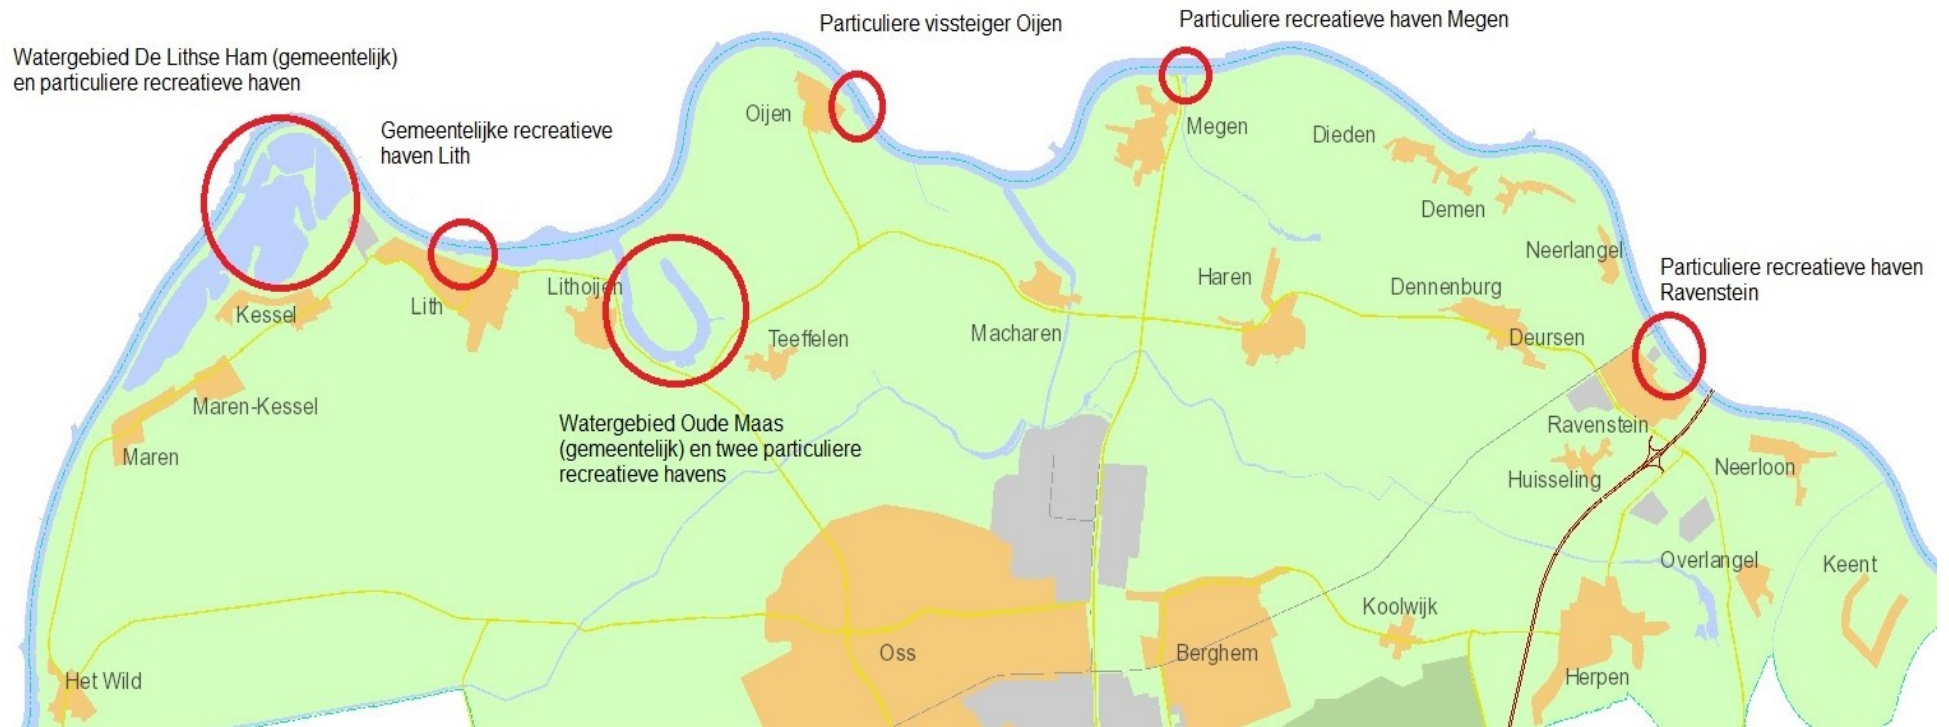 Particuliere vissteiger Oijen
Particuliere recreatieve haven Megen
Watergebied De Lithse Ham (gemeentelijk)
en particuliere recreatieve haven
Gemeentelijke recreatieve
haven Lith
Oijen
Megen
Dieden
Demen
Neerlangel
Particuliere recreatieve haven
Ravenstein
Kessel
Lith
Lithoijen
Haren
Dennenburg
Teeffelen
Macharen
Deursen
Maren-Kessel
Maren
Watergebied Oude Maas
(gemeentelijk) en twee particuliere
recreatieve havens
Ravenstein
Huisseling
Neerloon
Overlangel
Keent
Koolwijk
Oss
Berghem
Herpen
Het Wild